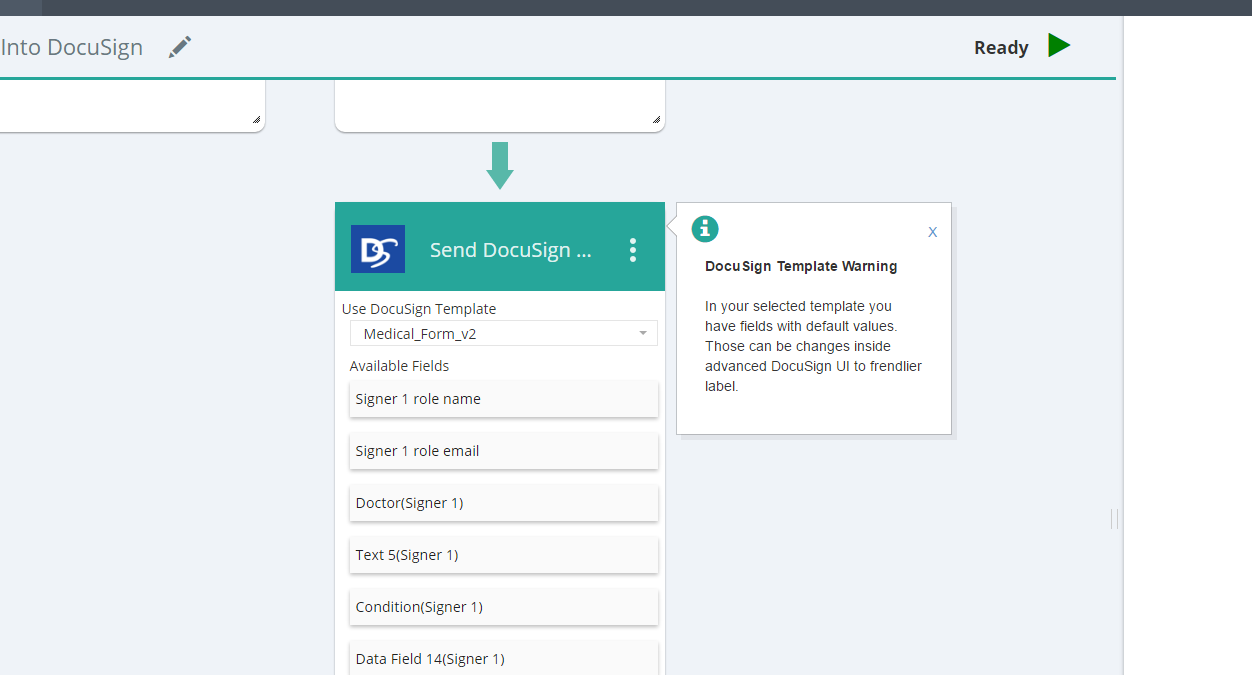 Into DocuSign
Ready
Send DocuSign ...
X
DocuSign Template Warning
In your selected template you
have fields with default values.
Those can be changes inside
advanced DocuSign UI to frendlier
label.
Use DocuSign Template
Medical_Form_v2
Available Fields
Signer 1 role name
Signer 1 role email
Doctor(Signer 1)
Text 5(Signer 1)
Condition(Signer 1)
Data Field 14(Signer 1)